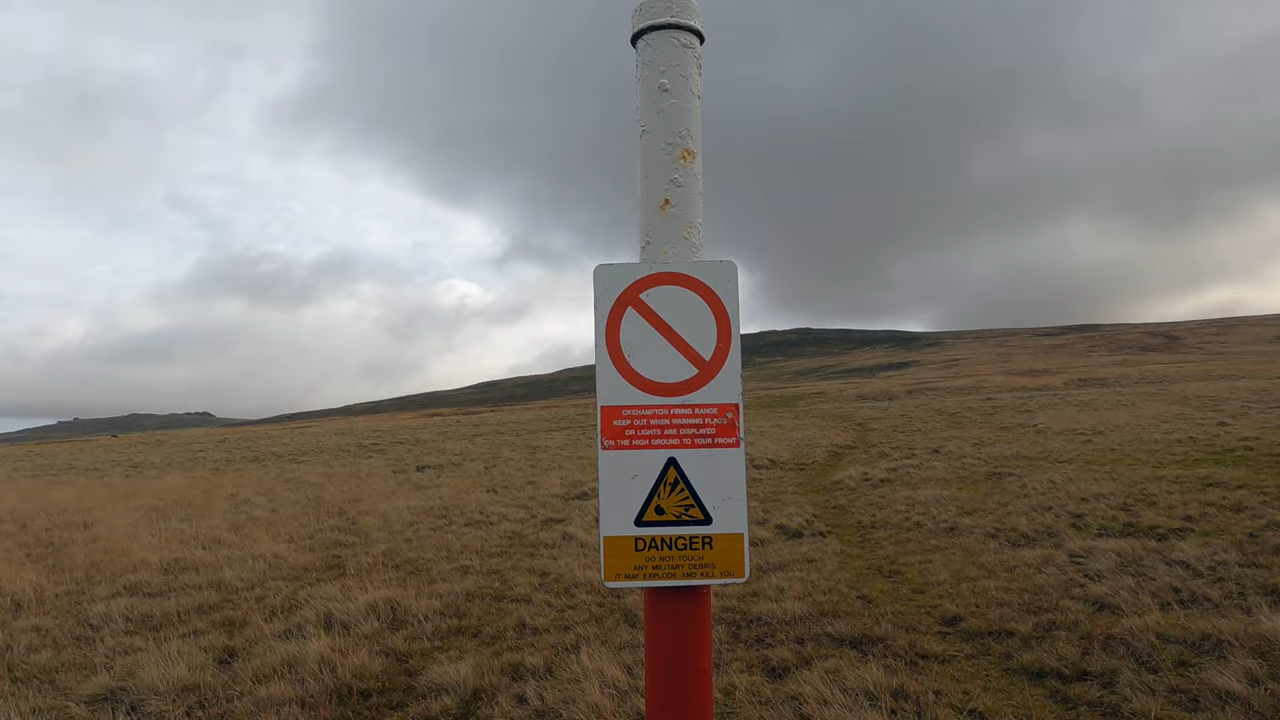 OKEHAMPTON FIRING RANGE
KEEP OUT WHEN WARNING FLAGS
OR LIGHTS ARE DISPLAYED
ON THE HIGH GROUND TO YOUR FRONT
DANGER
DO NOT TOUCH
ANY MILITARY DEBRIS
IT MAY EXPLODE AND KILL YOU